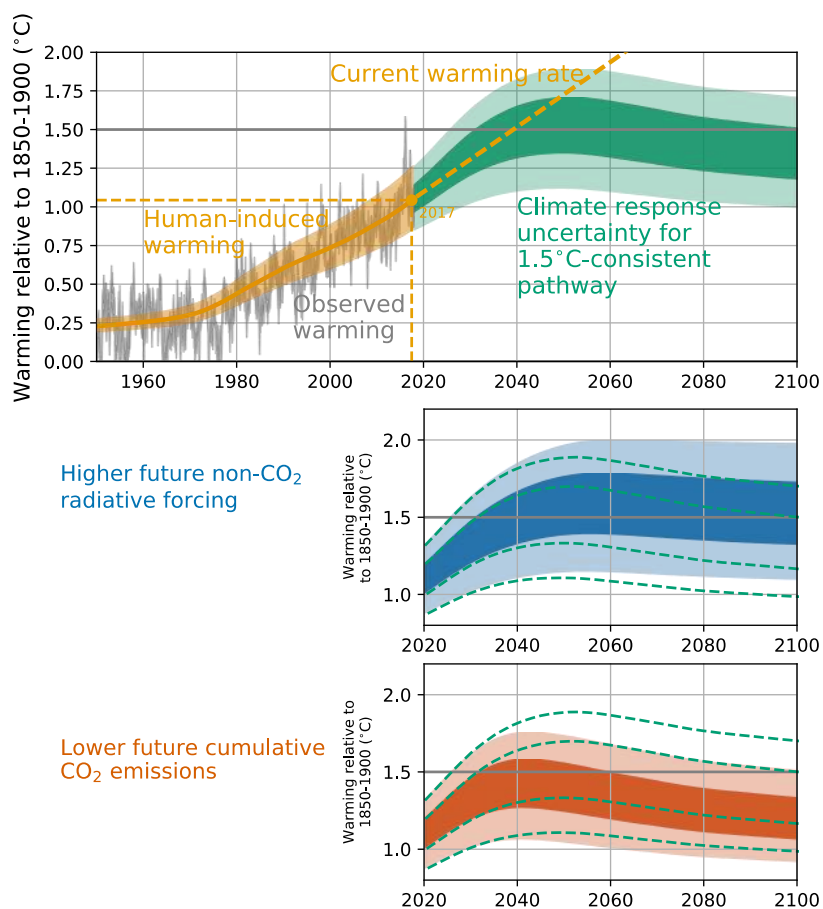 Warming relative to 1850-1900 (°C)
2.00
1.75
1.50
1.25
1.00
0.75
0.50
0.25
0.00
Current warming rate
Human-induced
warming
2017
Observed
warming
Climate response
uncertainty for
1.5°C-consistent
pathway
1960
1980
2000
2020
2040
2060
2080
2100
Higher future non-CO₂
radiative forcing
Warming relative
to 1850-1900 (°C)
2.0
1.5
1.0
2020
2040
2060
2080
2100
Lower future cumulative
CO₂ emissions
Warming relative to
1850-1900 (°C)
2.0
1.5
1.0
2020
2040
2060
2080
2100